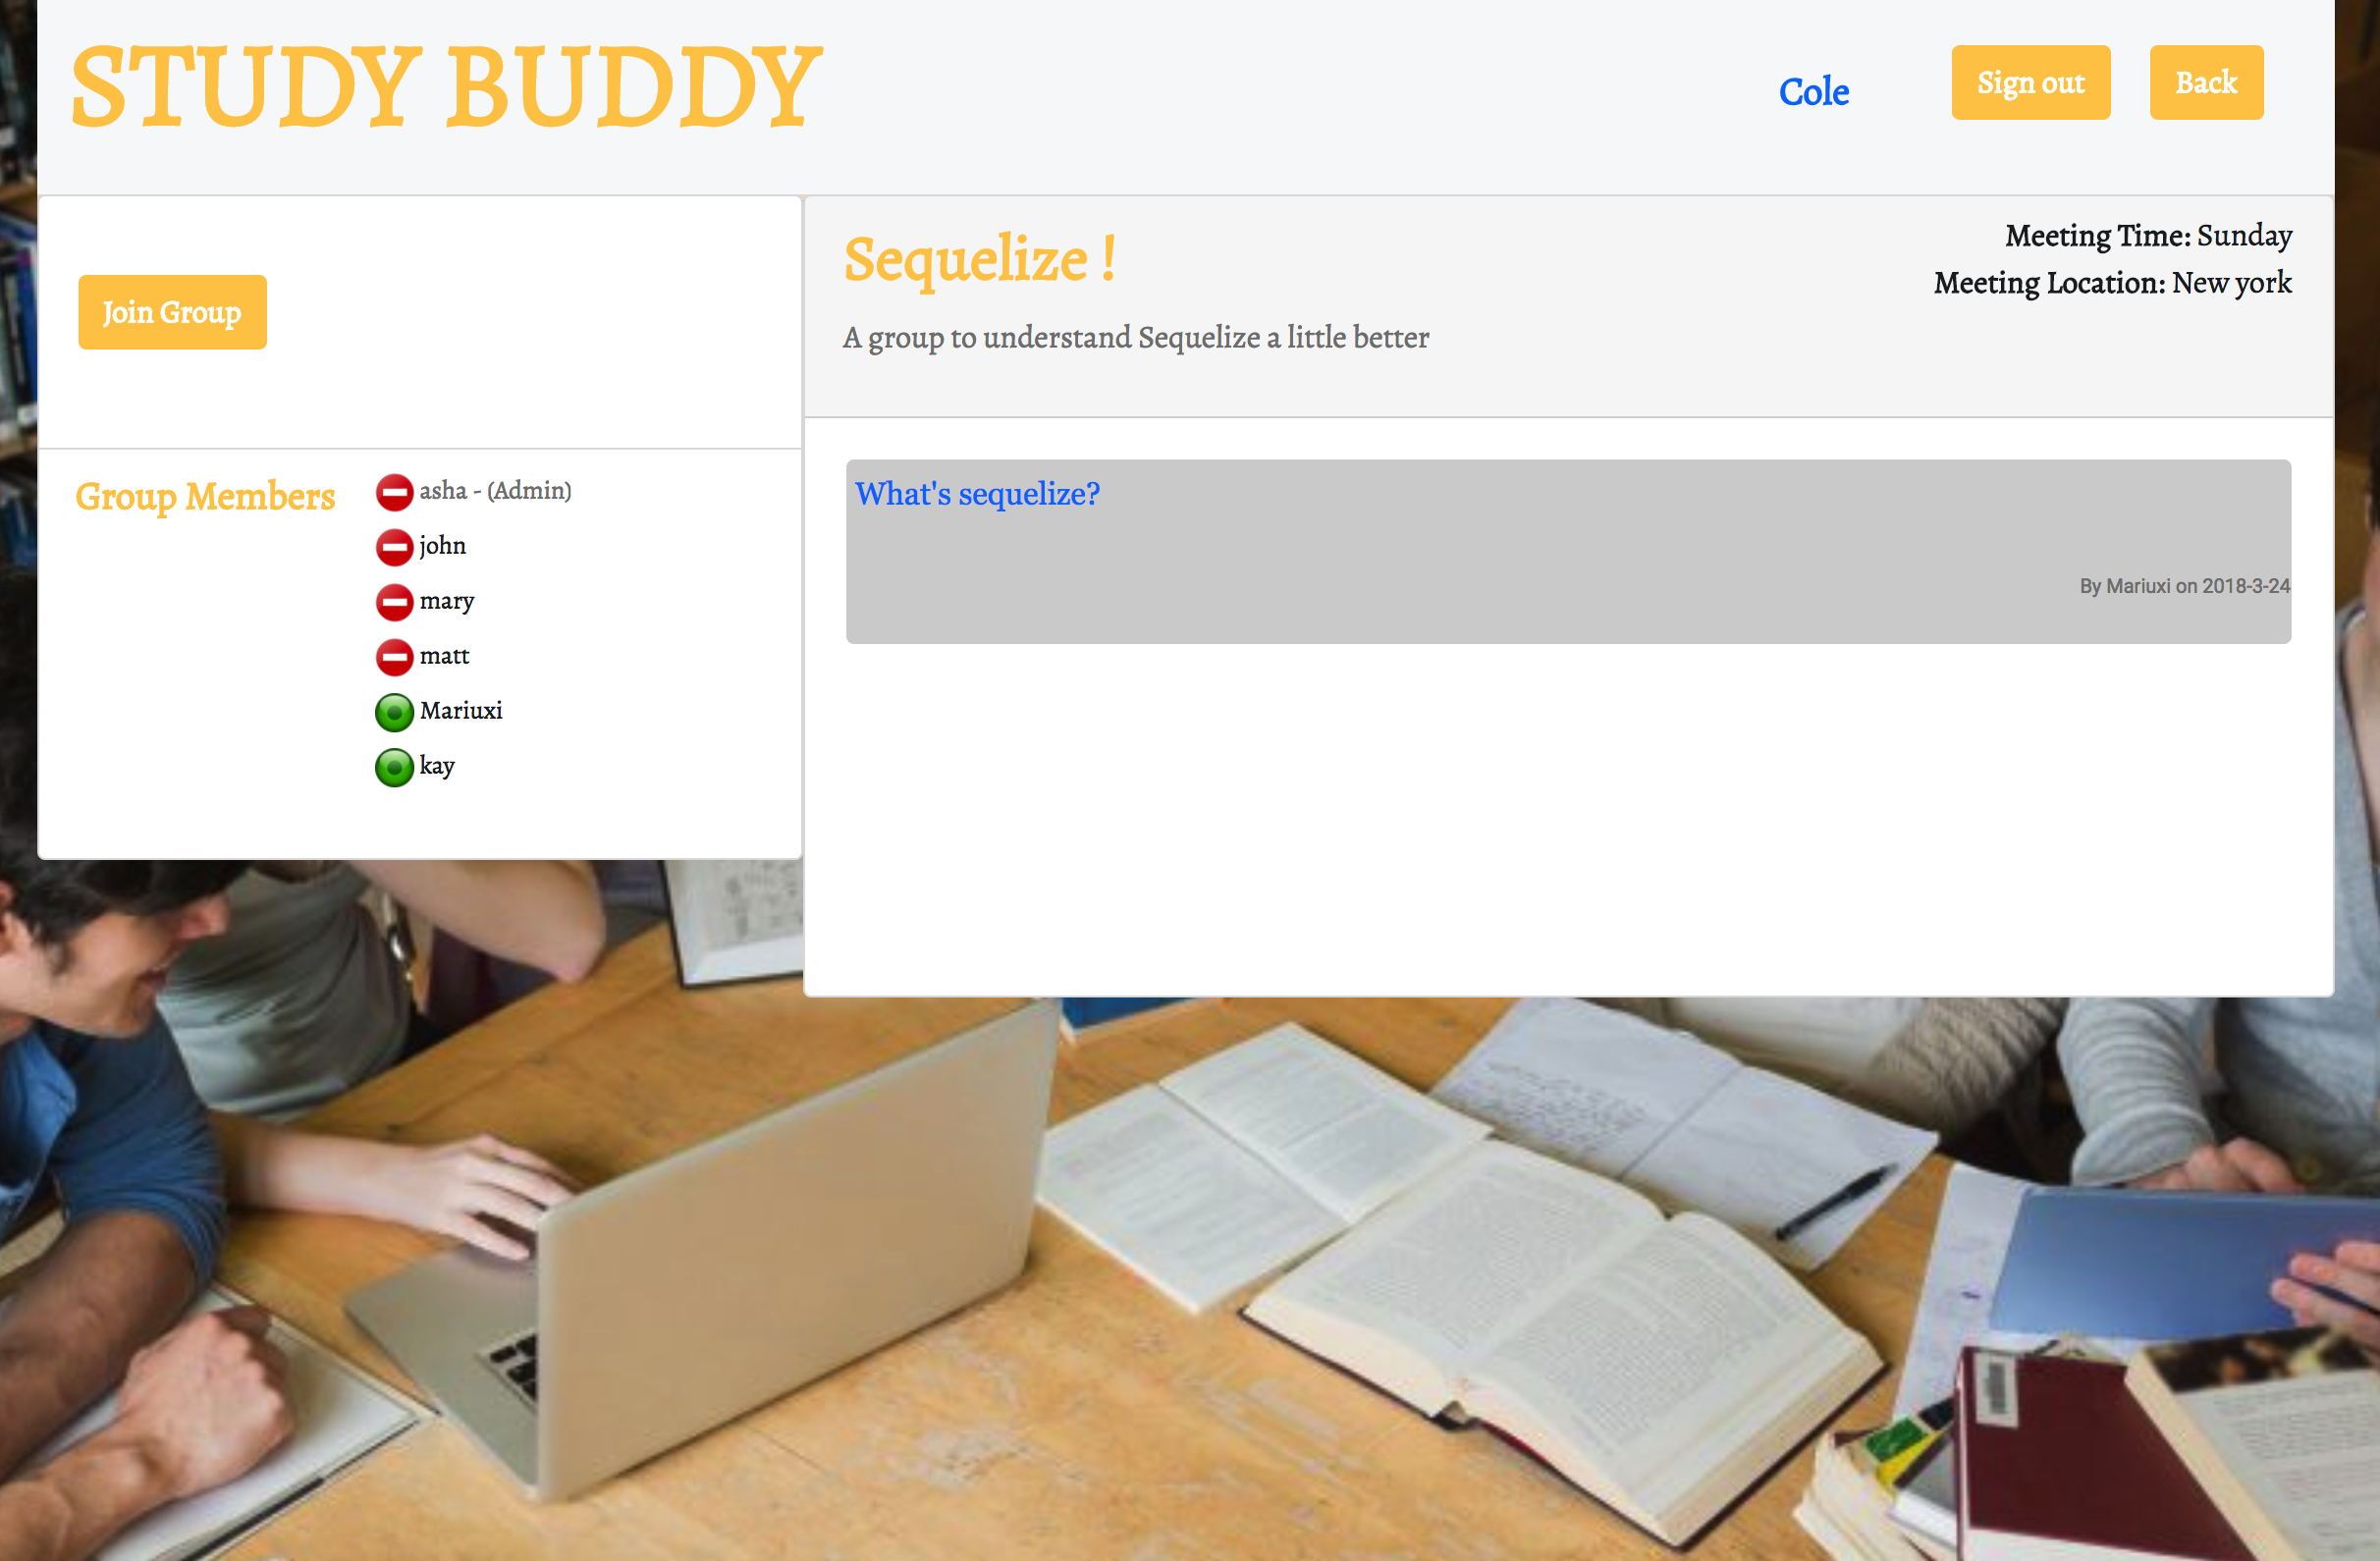 STUDY BUDDY
Cole
Sign out
Back
Join Group
Group Members
asha - (Admin)
john
mary
matt
Mariuxi
kay
Sequelize !
A group to understand Sequelize a little better
Meeting Time: Sunday
Meeting Location: New york
What's sequelize?
By Mariuxi on 2018-3-24